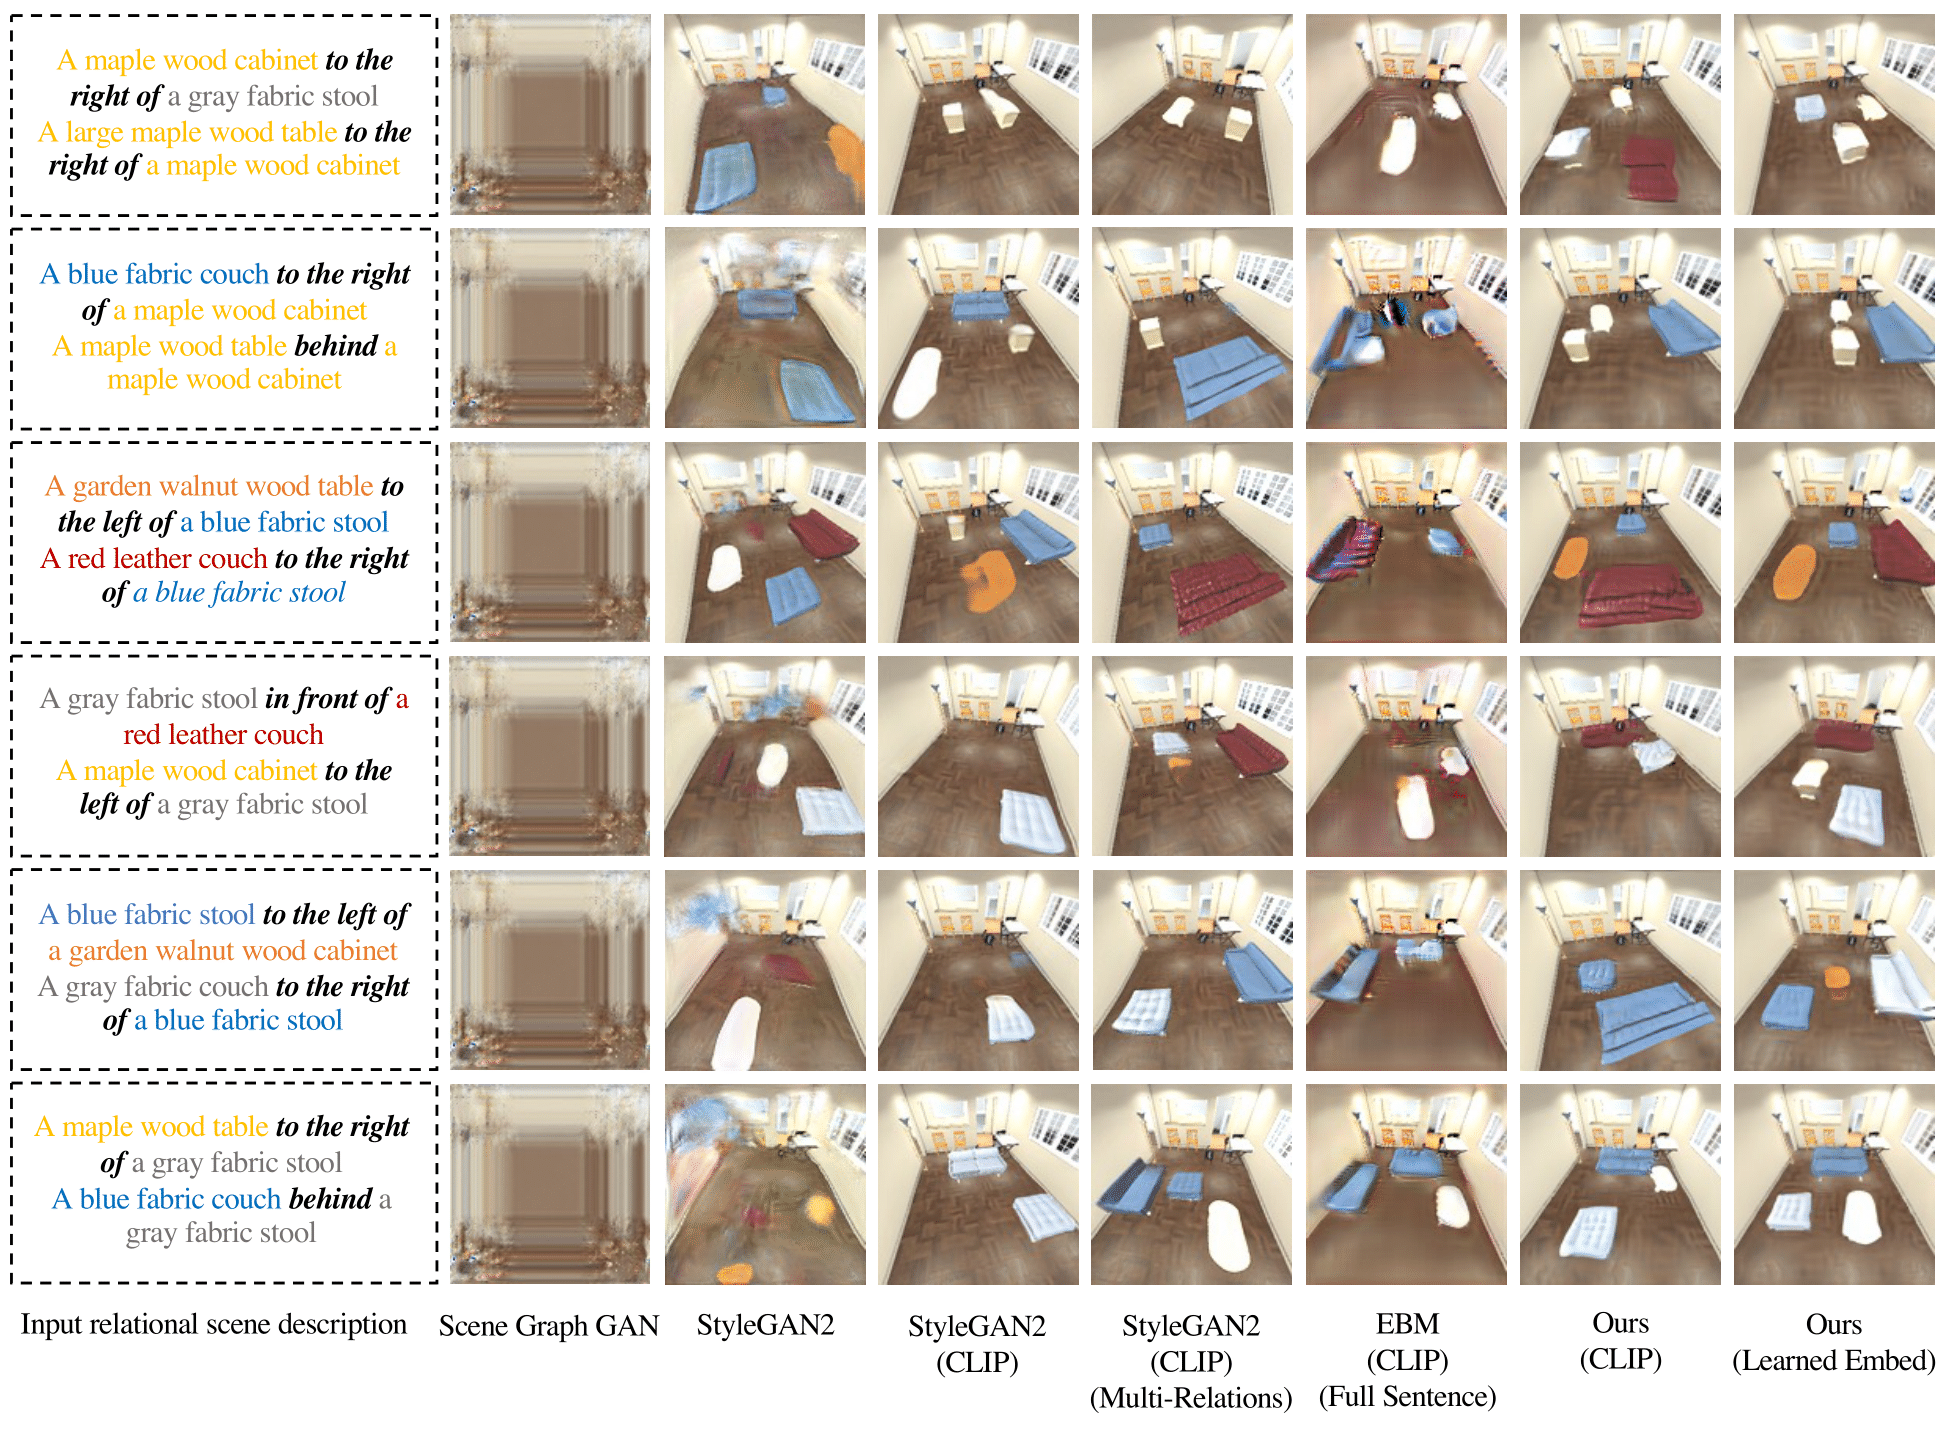 A maple wood cabinet to the
right of a gray fabric stool
A large maple wood table to the
right of a maple wood cabinet
A blue fabric couch to the right
of a maple wood cabinet
A maple wood table behind a
maple wood cabinet
A garden walnut wood table to
the left of a blue fabric stool
A red leather couch to the right
of a blue fabric stool
A gray fabric stool in front of a
red leather couch
A maple wood cabinet to the
left of a gray fabric stool
A blue fabric stool to the left of
a garden walnut wood cabinet
A gray fabric couch to the right
of a blue fabric stool
A maple wood table to the right
of a gray fabric stool
A blue fabric couch behind a
gray fabric stool
Input relational scene description
Scene Graph GAN
StyleGAN2
StyleGAN2
(CLIP)
StyleGAN2
(CLIP)
(Multi-Relations)
EBM
(CLIP)
(Full Sentence)
Ours
(CLIP)
Ours
(Learned Embed)